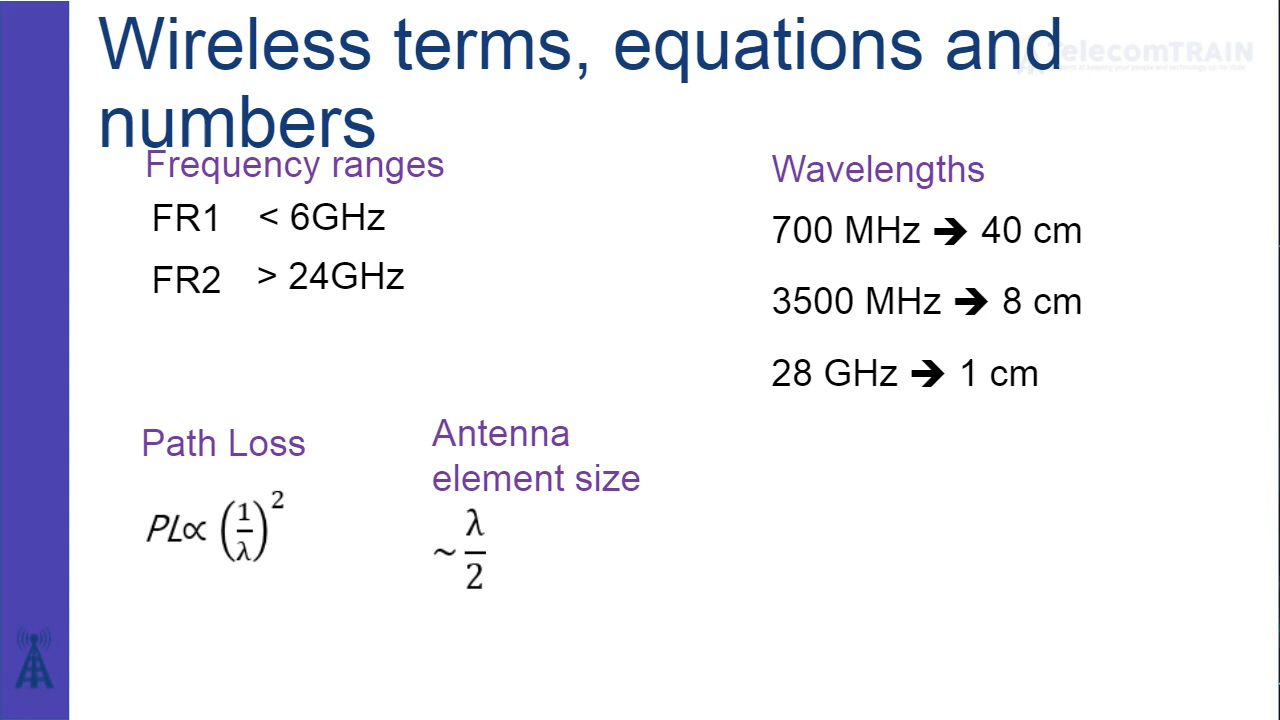 Wireless terms, equations and
numbers
TelecomTRAIN
Frequency ranges
FR1 < 6GHz
FR2 > 24GHz
Wavelengths
700 MHz → 40 cm
3500 MHz → 8 cm
28 GHz → 1 cm
Path Loss
PL∝ (1/λ)²
Antenna
element size
~ λ/2